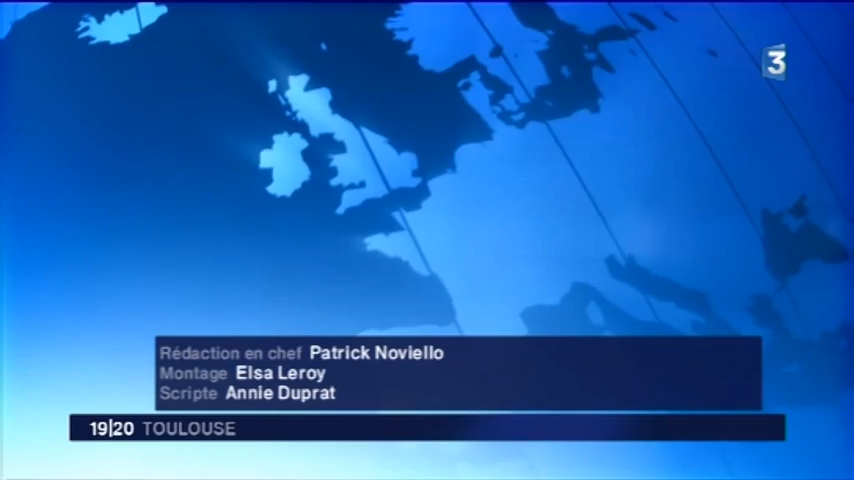 3
Rédaction en chef Patrick Noviello
Montage Elsa Leroy
Scripte Annie Duprat
19|20 TOULOUSE